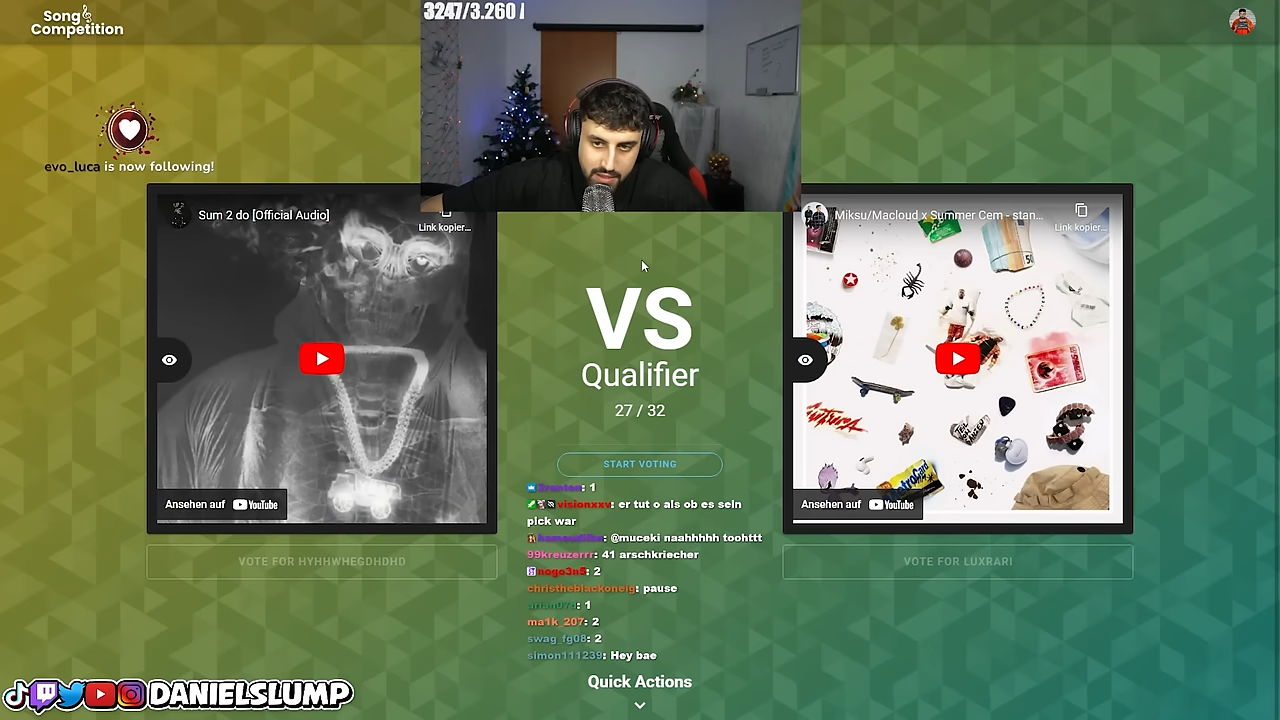 Song
Competition
3247/3.260
evo_luca is now following!
Sum 2 do [Official Audio]
Link kopier...
Ansehen auf YouTube
VOTE FOR HYHHWHEGDHDHD
VS
Qualifier
27 / 32
START VOTING
: 1
visionxxv: er tut o als ob es sein
pick war
: @muceki naahhhhh toohttt
99kreuzerrr: 41 arschkriecher
nogo3n5: 2
christheblackoneig: pause
: 1
ma1k_207: 2
swag_fg08: 2
simon111239: Hey bae
Quick Actions
Miksu/Macloud x Summer Cem - stan...
Link kopier...
Ansehen auf YouTube
VOTE FOR LUXRARI
DANIELSLUMP